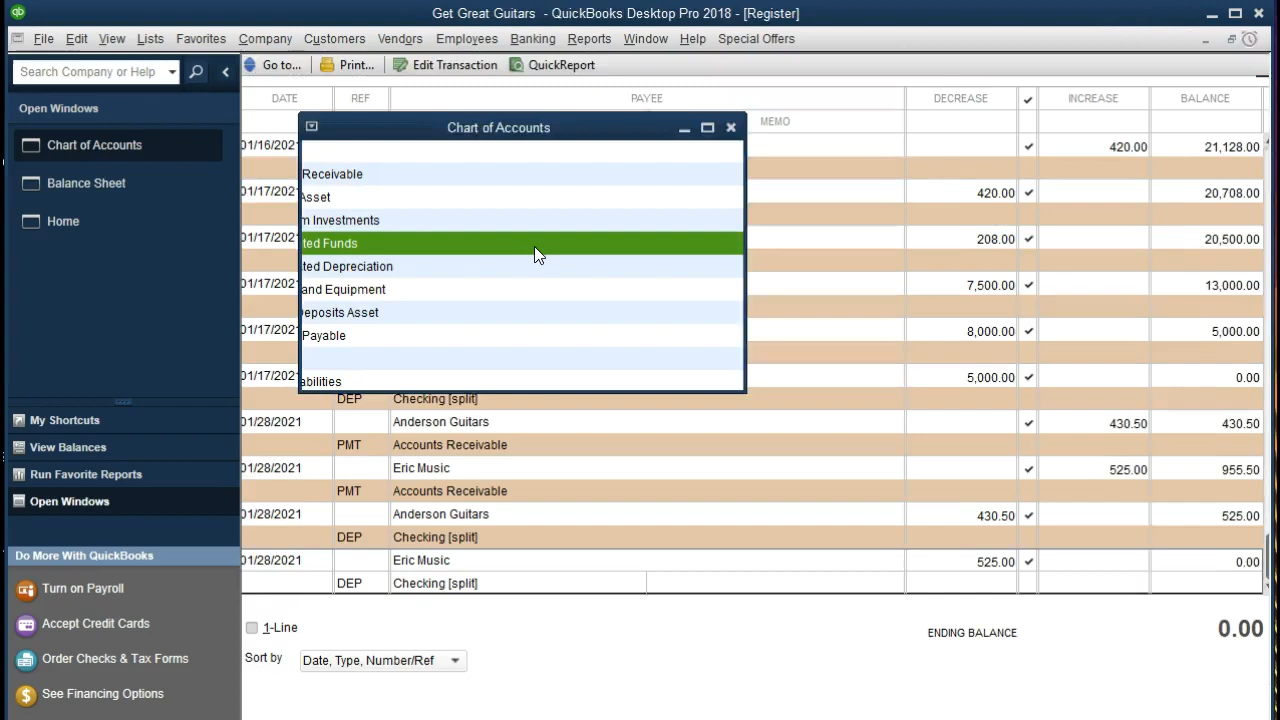 Get Great Guitars - QuickBooks Desktop Pro 2018 - [Register]
File Edit View Lists Favorites Company Customers Vendors Employees Banking Reports Window Help Special Offers
Search Company or Help
Go to... Print... Edit Transaction QuickReport
Open Windows
Chart of Accounts
Balance Sheet
Home
My Shortcuts
View Balances
Run Favorite Reports
Open Windows
Do More With QuickBooks
Turn on Payroll
Accept Credit Cards
Order Checks & Tax Forms
See Financing Options
DATE REF PAYEE DECREASE ✓ INCREASE BALANCE
MEMO
Chart of Accounts
Receivable
Asset
m Investments
ted Funds
ted Depreciation
and Equipment
eposits Asset
Payable
abilities
01/16/2021 ✓ 420.00 21,128.00
01/17/2021 420.00 ✓ 20,708.00
01/17/2021 208.00 ✓ 20,500.00
01/17/2021 7,500.00 ✓ 13,000.00
01/17/2021 8,000.00 ✓ 5,000.00
01/17/2021 5,000.00 ✓ 0.00
DEP Checking [split]
01/28/2021 Anderson Guitars ✓ 430.50 430.50
PMT Accounts Receivable
01/28/2021 Eric Music ✓ 525.00 955.50
PMT Accounts Receivable
01/28/2021 Anderson Guitars 430.50 ✓ 525.00
DEP Checking [split]
01/28/2021 Eric Music 525.00 ✓ 0.00
DEP Checking [split]
1-Line
ENDING BALANCE 0.00
Sort by Date, Type, Number/Ref